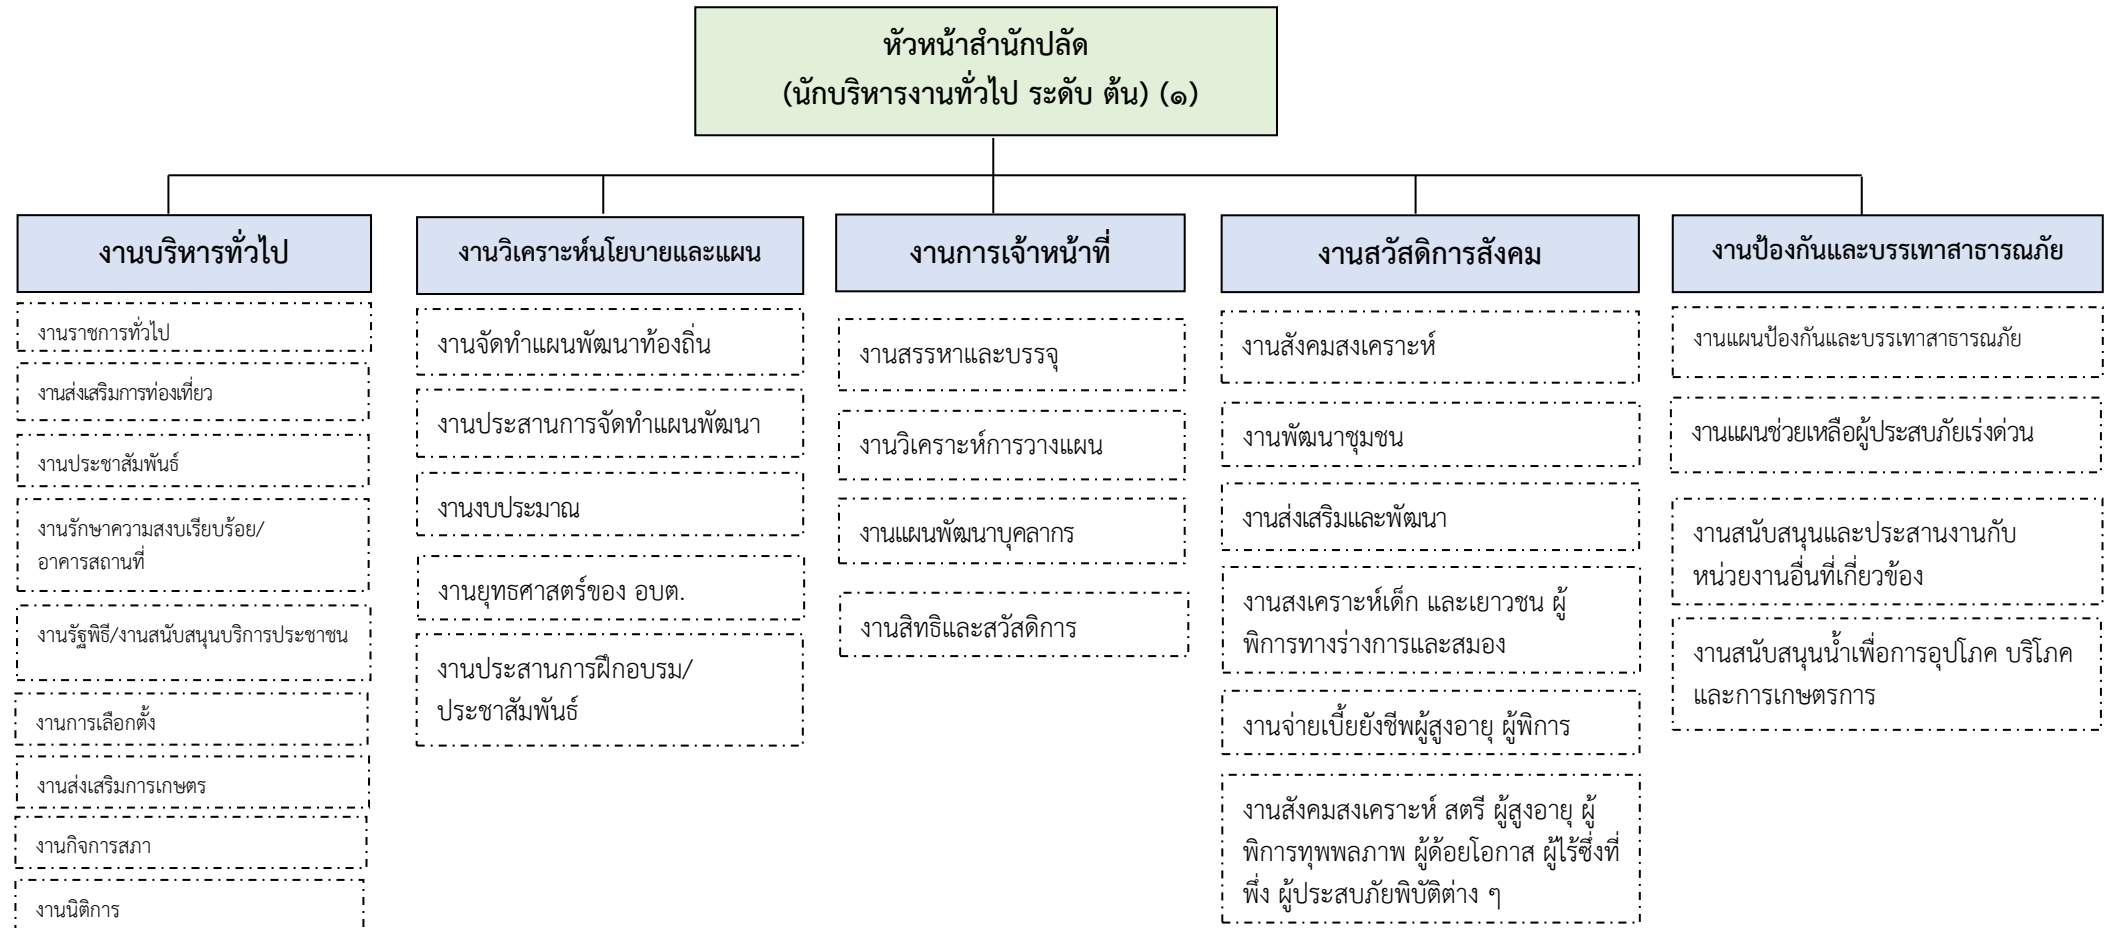 หัวหน้าสำนักปลัด
(นักบริหารงานทั่วไป ระดับ ต้น) (๑)
งานบริหารทั่วไป
งานราชการทั่วไป
งานส่งเสริมการท่องเที่ยว
งานประชาสัมพันธ์
งานรักษาความสงบเรียบร้อย/
อาคารสถานที่
งานรัฐพิธี/งานสนับสนุนบริการประชาชน
งานการเลือกตั้ง
งานส่งเสริมการเกษตร
งานกิจการสภา
งานนิติการ
งานวิเคราะห์นโยบายและแผน
งานจัดทำแผนพัฒนาท้องถิ่น
งานประสานการจัดทำแผนพัฒนา
งานงบประมาณ
งานยุทธศาสตร์ของ อบต.
งานประสานการฝึกอบรม/
ประชาสัมพันธ์
งานการเจ้าหน้าที่
งานสรรหาและบรรจุ
งานวิเคราะห์การวางแผน
งานแผนพัฒนาบุคลากร
งานสิทธิและสวัสดิการ
งานสวัสดิการสังคม
งานสังคมสงเคราะห์
งานพัฒนาชุมชน
งานส่งเสริมและพัฒนา
งานสงเคราะห์เด็ก และเยาวชน ผู้
พิการทางร่างการและสมอง
งานจ่ายเบี้ยยังชีพผู้สูงอายุ ผู้พิการ
งานสังคมสงเคราะห์ สตรี ผู้สูงอายุ ผู้
พิการทุพพลภาพ ผู้ด้อยโอกาส ผู้ไร้ซึ่งที่
พึ่ง ผู้ประสบภัยพิบัติต่าง ๆ
งานป้องกันและบรรเทาสาธารณภัย
งานแผนป้องกันและบรรเทาสาธารณภัย
งานแผนช่วยเหลือผู้ประสบภัยเร่งด่วน
งานสนับสนุนและประสานงานกับ
หน่วยงานอื่นที่เกี่ยวข้อง
งานสนับสนุนน้ำเพื่อการอุปโภค บริโภค
และการเกษตรการ